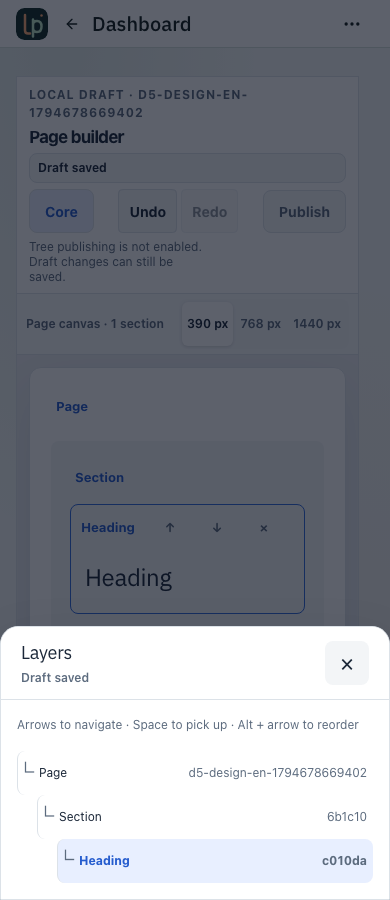 lp
← Dashboard •••
LOCAL DRAFT · D5-DESIGN-EN-
1794678669402
Page builder
Draft saved
Core Undo Redo Publish
Tree publishing is not enabled.
Draft changes can still be
saved.
Page canvas · 1 section 390 px 768 px 1440 px
Page
Section
Heading ↑ ↓ ×
Heading
Layers
Draft saved
×
Arrows to navigate · Space to pick up · Alt + arrow to reorder
Page d5-design-en-1794678669402
Section 6b1c10
Heading c010da